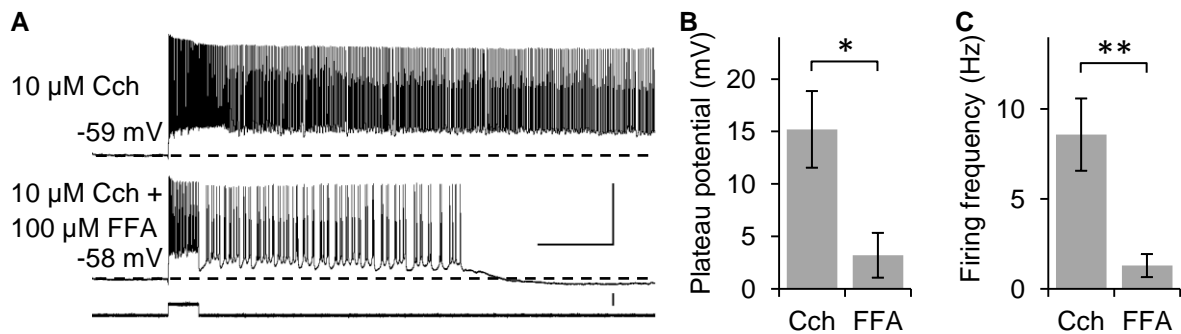 A
10 µM Cch
-59 mV
10 µM Cch +
100 µM FFA
-58 mV
B
Plateau potential (mV)
20
15
10
5
0
*
Cch FFA
C
Firing frequency (Hz)
10
5
0
**
Cch FFA